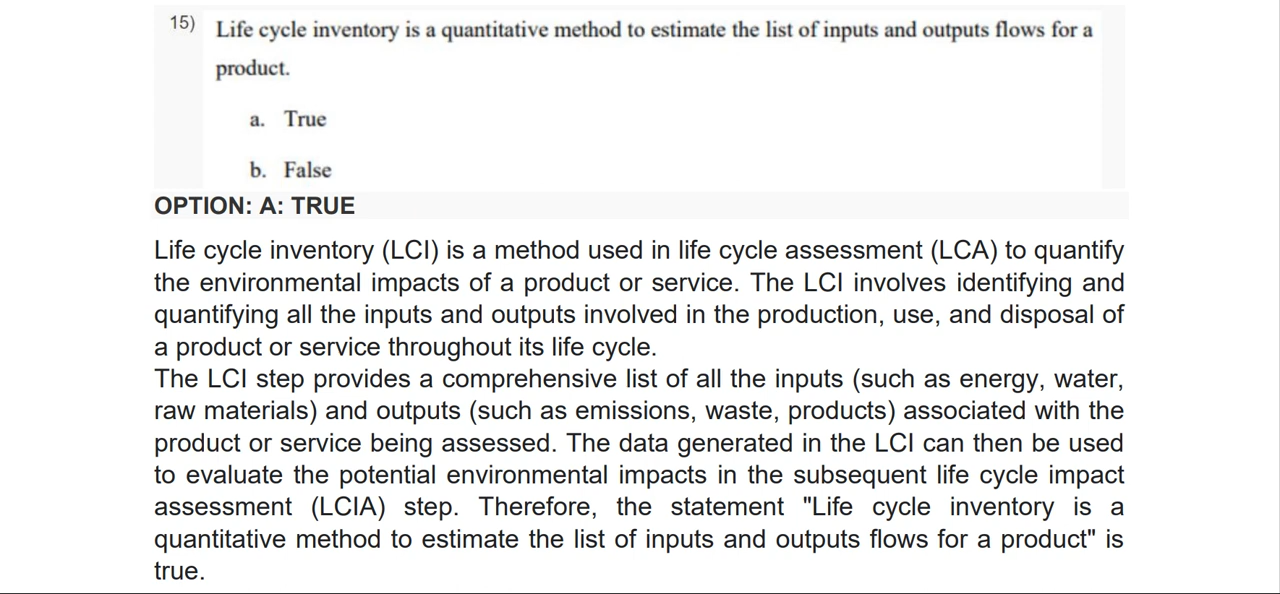 15) Life cycle inventory is a quantitative method to estimate the list of inputs and outputs flows for a
product.
a. True
b. False
OPTION: A: TRUE
Life cycle inventory (LCI) is a method used in life cycle assessment (LCA) to quantify
the environmental impacts of a product or service. The LCI involves identifying and
quantifying all the inputs and outputs involved in the production, use, and disposal of
a product or service throughout its life cycle.
The LCI step provides a comprehensive list of all the inputs (such as energy, water,
raw materials) and outputs (such as emissions, waste, products) associated with the
product or service being assessed. The data generated in the LCI can then be used
to evaluate the potential environmental impacts in the subsequent life cycle impact
assessment (LCIA) step. Therefore, the statement "Life cycle inventory is a
quantitative method to estimate the list of inputs and outputs flows for a product" is
true.